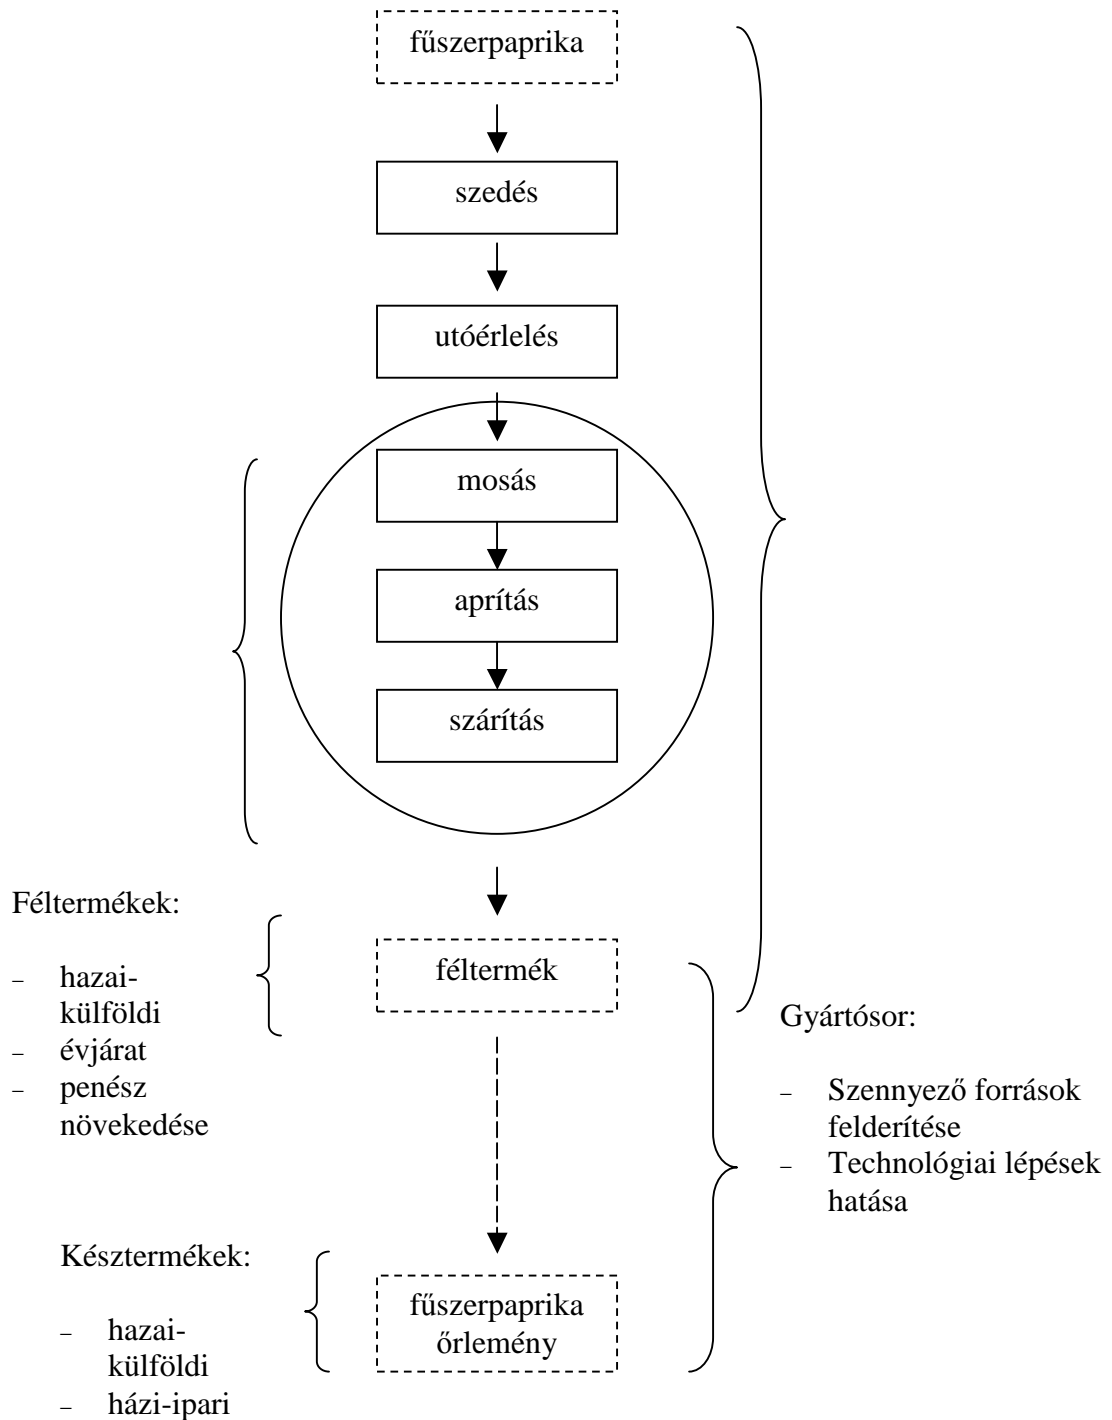 fűszerpaprika
szedés
utóérlelés
mosás
aprítás
szárítás
Féltermékek:
– hazai-
külföldi
– évjárat
– penész
növekedése
féltermék
Gyártósor:
– Szennyező források
felderítése
– Technológiai lépések
hatása
Késztermékek:
– hazai-
külföldi
– házi-ipari
fűszerpaprika
őrlemény